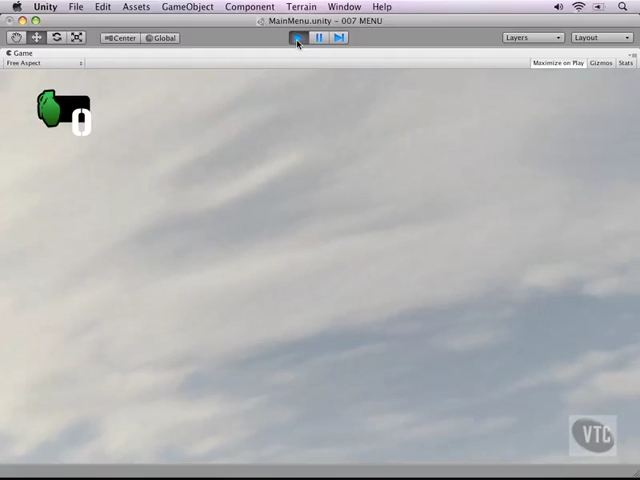 Unity File Edit Assets GameObject Component Terrain Window Help
MainMenu.unity – 007 MENU
Center Global Layers Layout
Game
Free Aspect Maximize on Play Gizmos Stats
0
VTC